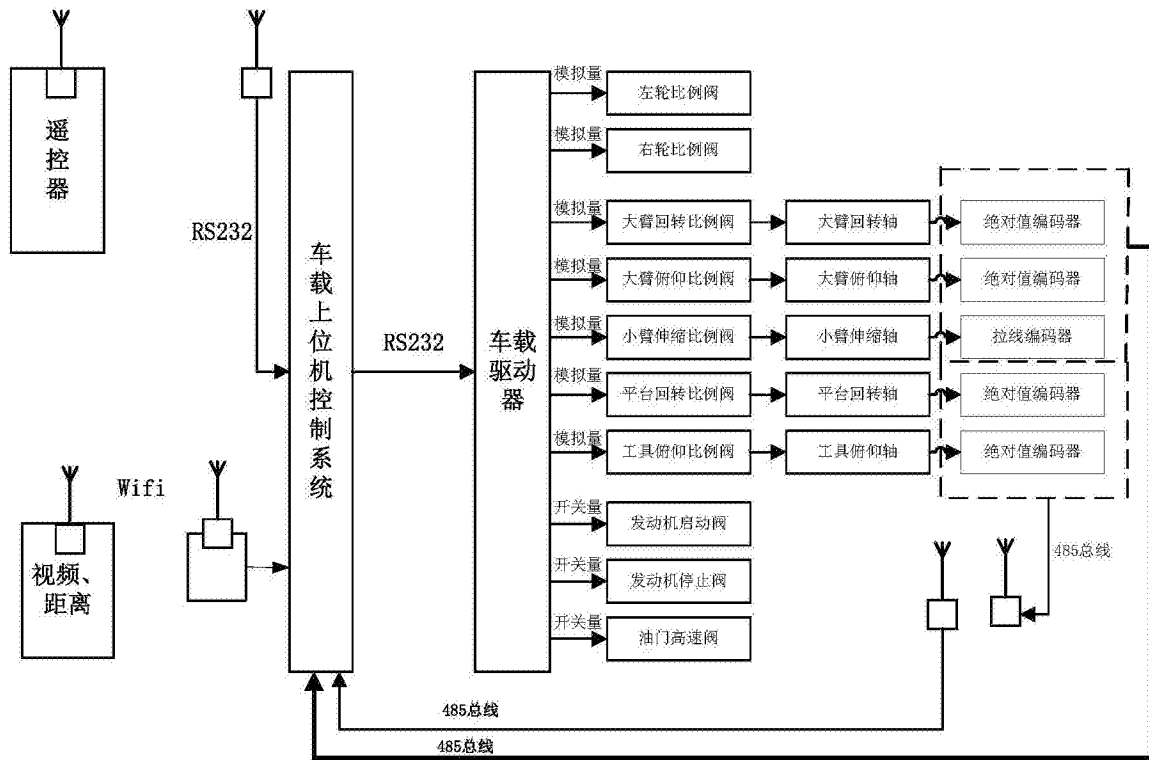 遥控器
RS232
车载上位机控制系统
RS232
车载
驱动
器
模拟量
左轮比例阀
模拟量
右轮比例阀
模拟量
大臂回转比例阀
大臂回转轴
绝对值编码器
模拟量
大臂俯仰比例阀
大臂俯仰轴
绝对值编码器
模拟量
小臂伸缩比例阀
小臂伸缩轴
拉线编码器
模拟量
平台回转比例阀
平台回转轴
绝对值编码器
模拟量
工具俯仰比例阀
工具俯仰轴
绝对值编码器
开关量
发动机启动阀
开关量
发动机停止阀
开关量
油门高速阀
Wifi
视频、
距离
485总线
485总线
485总线